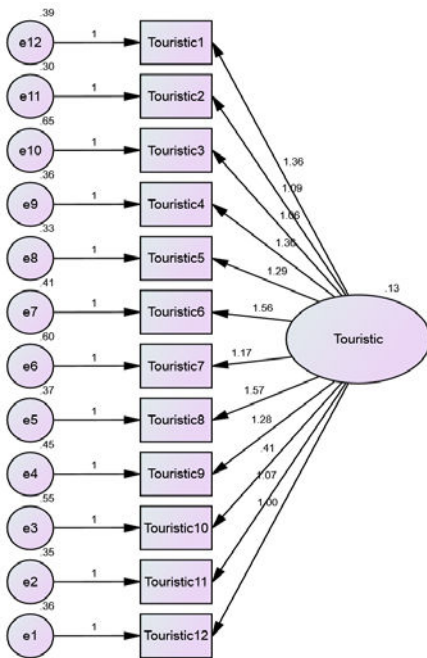 .39
e12 1 Touristic1
.30
e11 1 Touristic2
.65
e10 1 Touristic3
1.36
.36
1.09
e9 1 Touristic4
1.06
.33
e8 1 Touristic5
1.29
.41
.13
e7 1 Touristic6
1.56
.60
Touristic
e6 1 Touristic7
1.17
.37
1.57
e5 1 Touristic8
.45
1.28
e4 1 Touristic9
.41
.55
1.07
e3 1 Touristic10
1.00
.35
e2 1 Touristic11
.36
e1 1 Touristic12